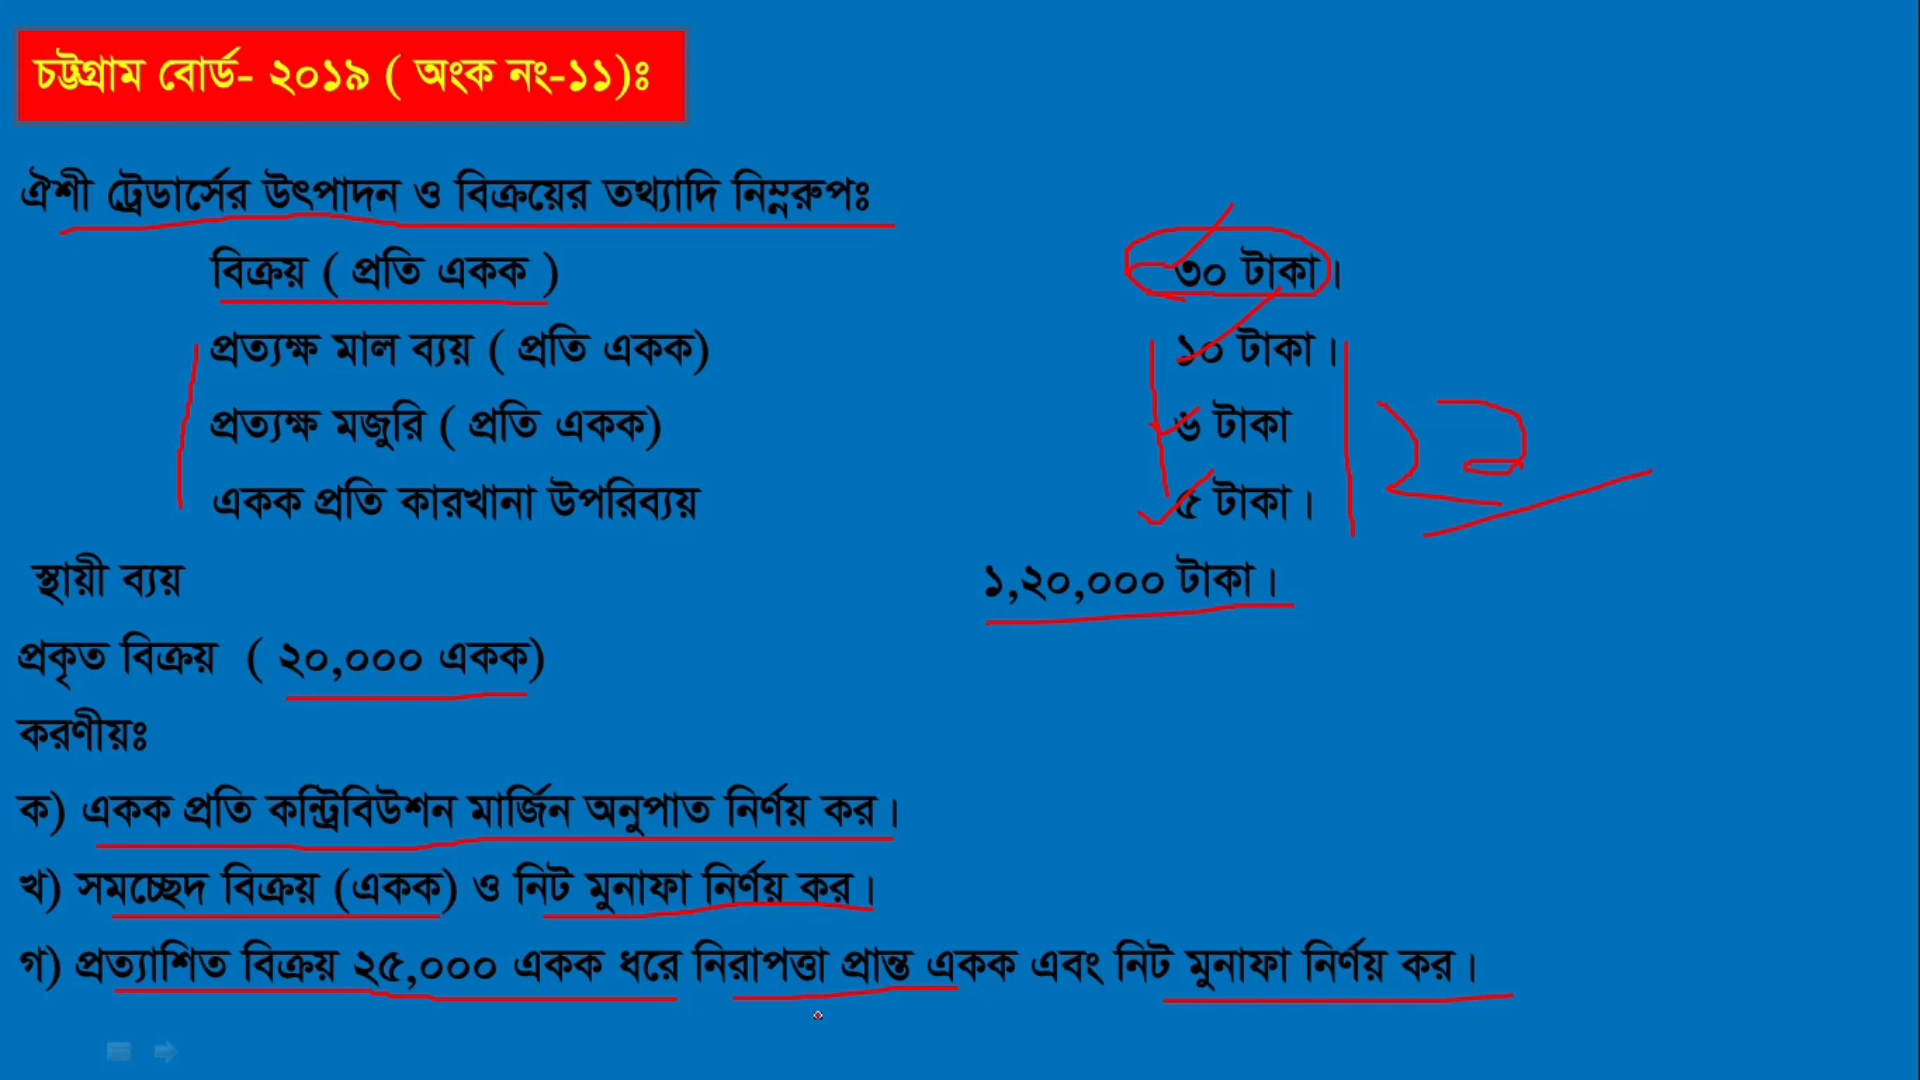 চট্টগ্রাম বোর্ড- ২০১৯ ( অংক নং-১১)ঃ
ঐশী ট্রেডার্সের উৎপাদন ও বিক্রয়ের তথ্যাদি নিম্নরুপঃ
বিক্রয় ( প্রতি একক ) ৩০ টাকা।
প্রত্যক্ষ মাল ব্যয় ( প্রতি একক) ১০ টাকা।
প্রত্যক্ষ মজুরি ( প্রতি একক) ৬ টাকা
একক প্রতি কারখানা উপরিব্যয় ৫ টাকা।
স্থায়ী ব্যয় ১,২০,০০০ টাকা।
প্রকৃত বিক্রয় ( ২০,০০০ একক)
করণীয়ঃ
ক) একক প্রতি কন্ট্রিবিউশন মার্জিন অনুপাত নির্ণয় কর।
খ) সমচ্ছেদ বিক্রয় (একক) ও নিট মুনাফা নির্ণয় কর।
গ) প্রত্যাশিত বিক্রয় ২৫,০০০ একক ধরে নিরাপত্তা প্রান্ত একক এবং নিট মুনাফা নির্ণয় কর।